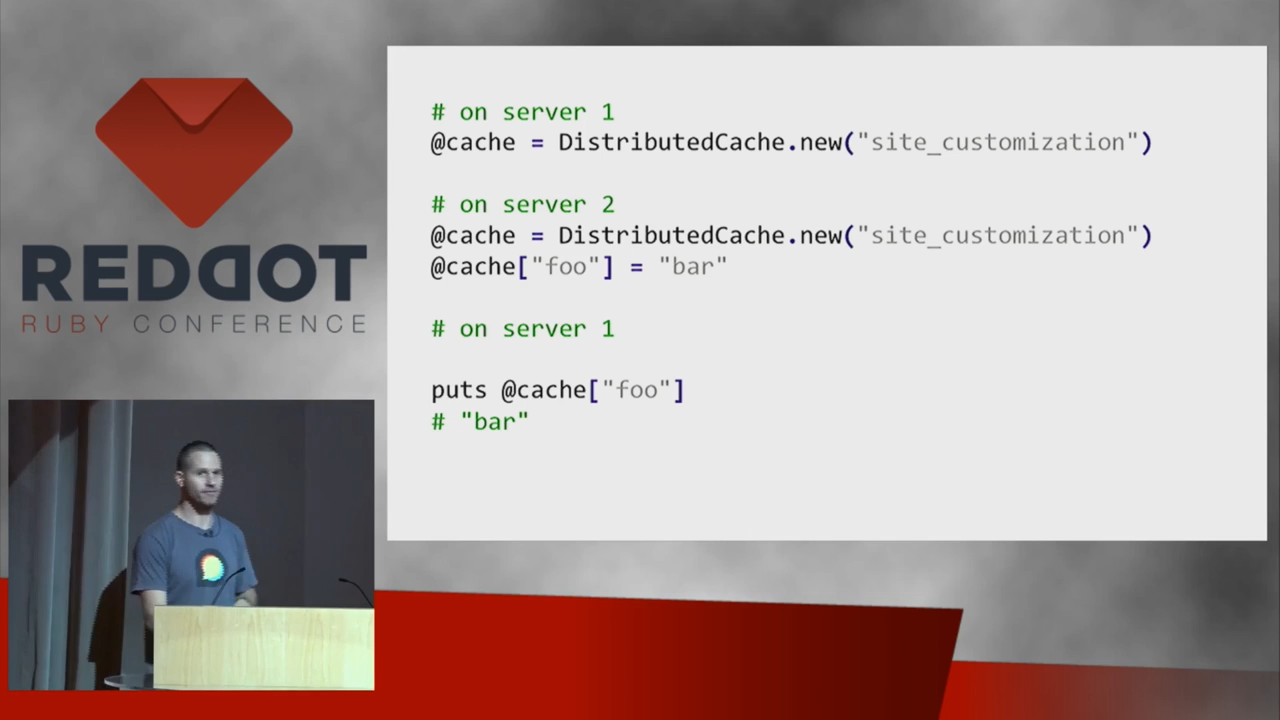 REDDOT
RUBY CONFERENCE
# on server 1
@cache = DistributedCache.new("site_customization")
# on server 2
@cache = DistributedCache.new("site_customization")
@cache["foo"] = "bar"
# on server 1
puts @cache["foo"]
# "bar"